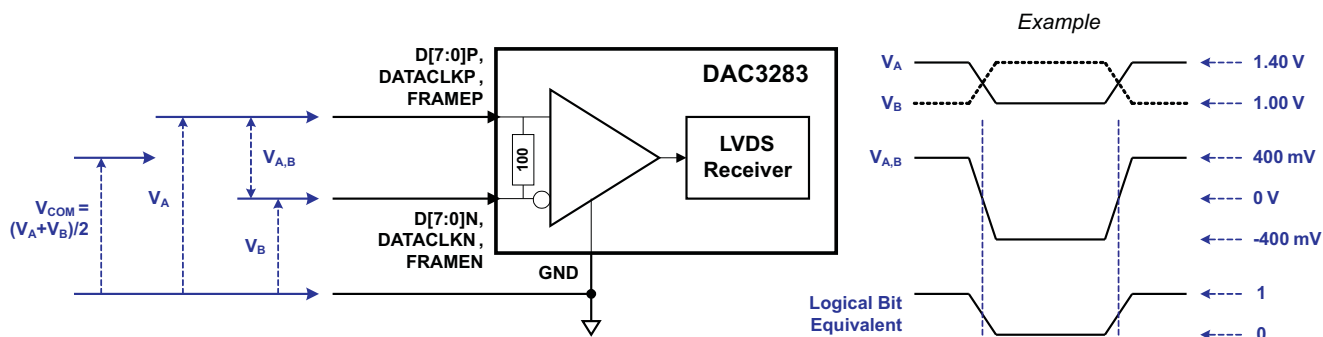 Example
D[7:0]P,
DATACLKP,
FRAMEP
DAC3283
100
LVDS
Receiver
D[7:0]N,
DATACLKN,
FRAMEN
GND
VA,B
VA
VB
VCOM =
(VA+VB)/2
VA
1.40 V
VB
1.00 V
VA,B
400 mV
0 V
-400 mV
Logical Bit
Equivalent
1
0